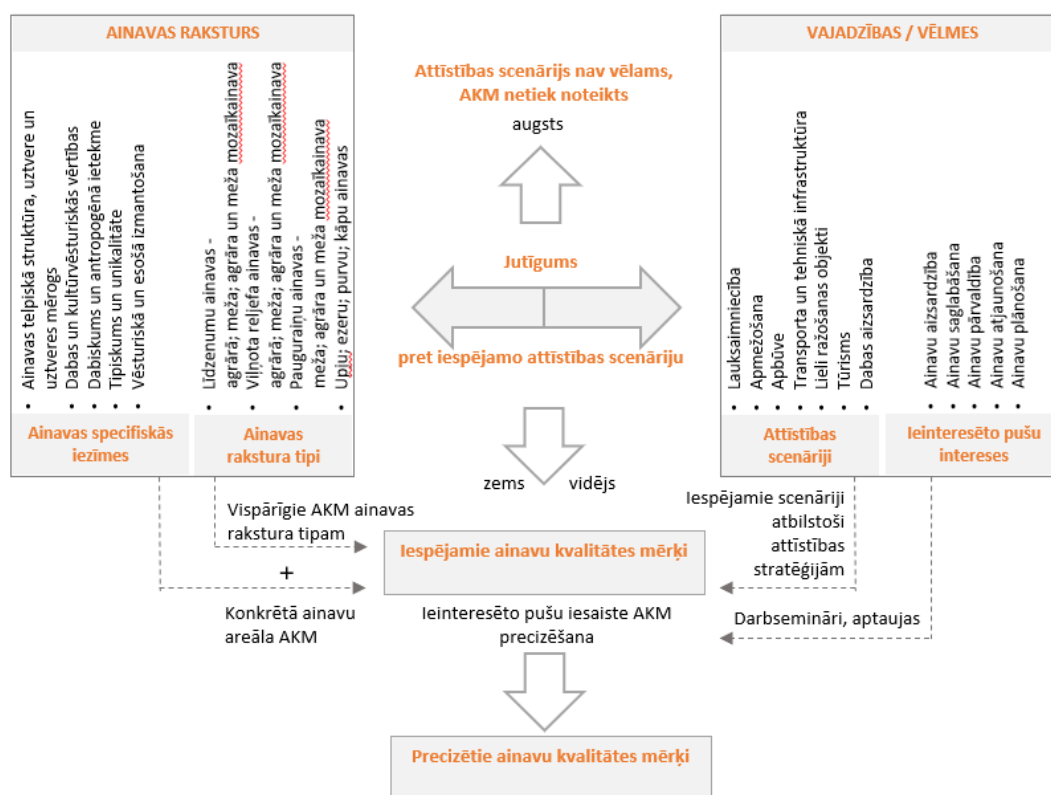 AINAVAS RAKSTURS
Ainavas telpiskā struktūra, uztvere un
uztveres mērogs
Dabas un kultūrvēsturiskās vērtības
Dabiskums un antropogēnā ietekme
Tipiskums un unikalitāte
Vēsturiskā un esošā izmantošana
Līdzenumu ainavas -
agrārā; meža; agrāra un meža mozaīkainava
Viļņota reljefa ainavas -
agrārā; meža; agrāra un meža mozaīkainava
Pauguraiņu ainavas -
meža; agrāra un meža mozaīkainava
Upju; ezeru; purvu; kāpu ainavas
Ainavas specifiskās
iezīmes
Ainavas
rakstura tipi
Attīstības scenārijs nav vēlams,
AKM netiek noteikts
augsts
Jutīgums
pret iespējamo attīstības scenāriju
zems
vidējs
VAJADZĪBAS / VĒLMES
Lauksaimniecība
Apmežošana
Apbūve
Transporta un tehniskā infrastruktūra
Lieli ražošanas objekti
Tūrisms
Dabas aizsardzība
Ainavu aizsardzība
Ainavu saglabāšana
Ainavu pārvaldība
Ainavu atjaunošana
Ainavu plānošana
Attīstības
scenāriji
Ieinteresēto pušu
intereses
Vispārīgie AKM ainavas
rakstura tipam
+
Konkrētā ainavu
areāla AKM
Iespējamie ainavu kvalitātes mērķi
Iespējamie scenāriji
atbilstoši
attīstības
stratēģijām
Ieinteresēto pušu iesaiste AKM
precizēšana
Darbsemināri, aptaujas
Precizētie ainavu kvalitātes mērķi